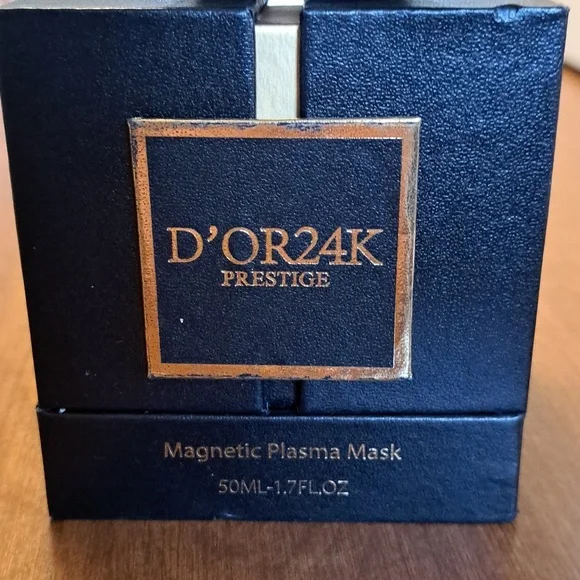 D'OR24K
PRESTIGE
Magnetic Plasma Mask
50ML-1.7FL.OZ